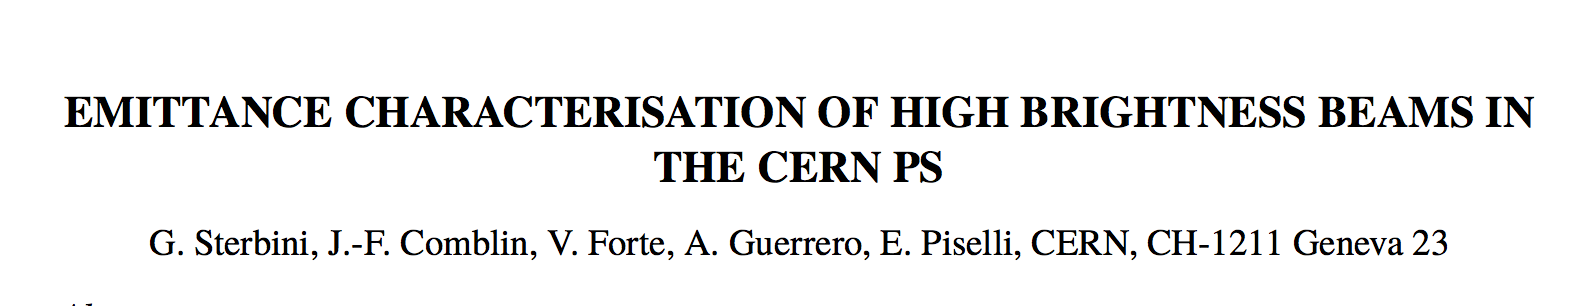 EMITTANCE CHARACTERISATION OF HIGH BRIGHTNESS BEAMS IN
THE CERN PS
G. Sterbini, J.-F. Comblin, V. Forte, A. Guerrero, E. Piselli, CERN, CH-1211 Geneva 23